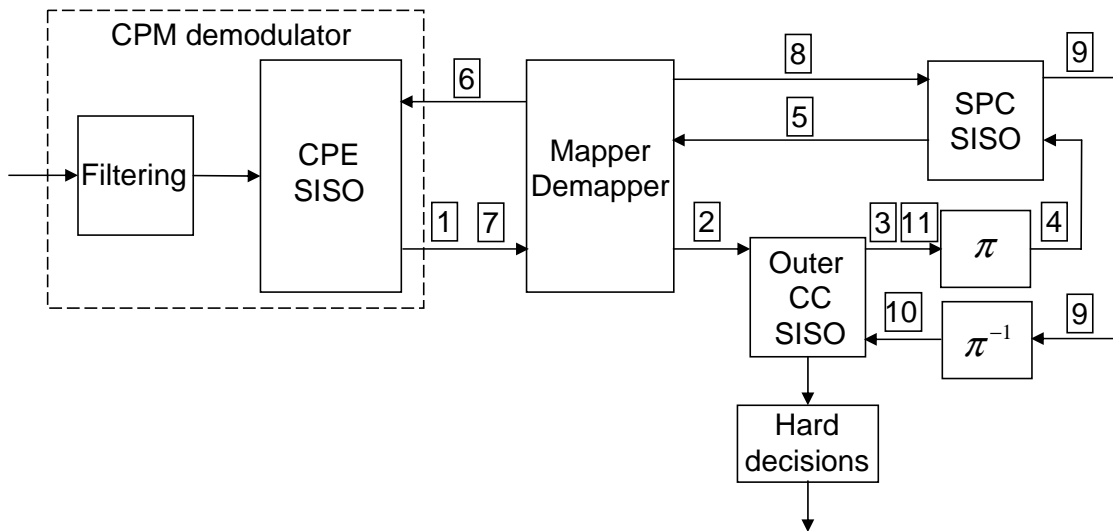 CPM demodulator
Filtering
CPE
SISO
6
1 7
Mapper
Demapper
8
5
2
SPC
SISO
9
3 11
π
4
Outer
CC
SISO
10
π⁻¹
9
Hard
decisions